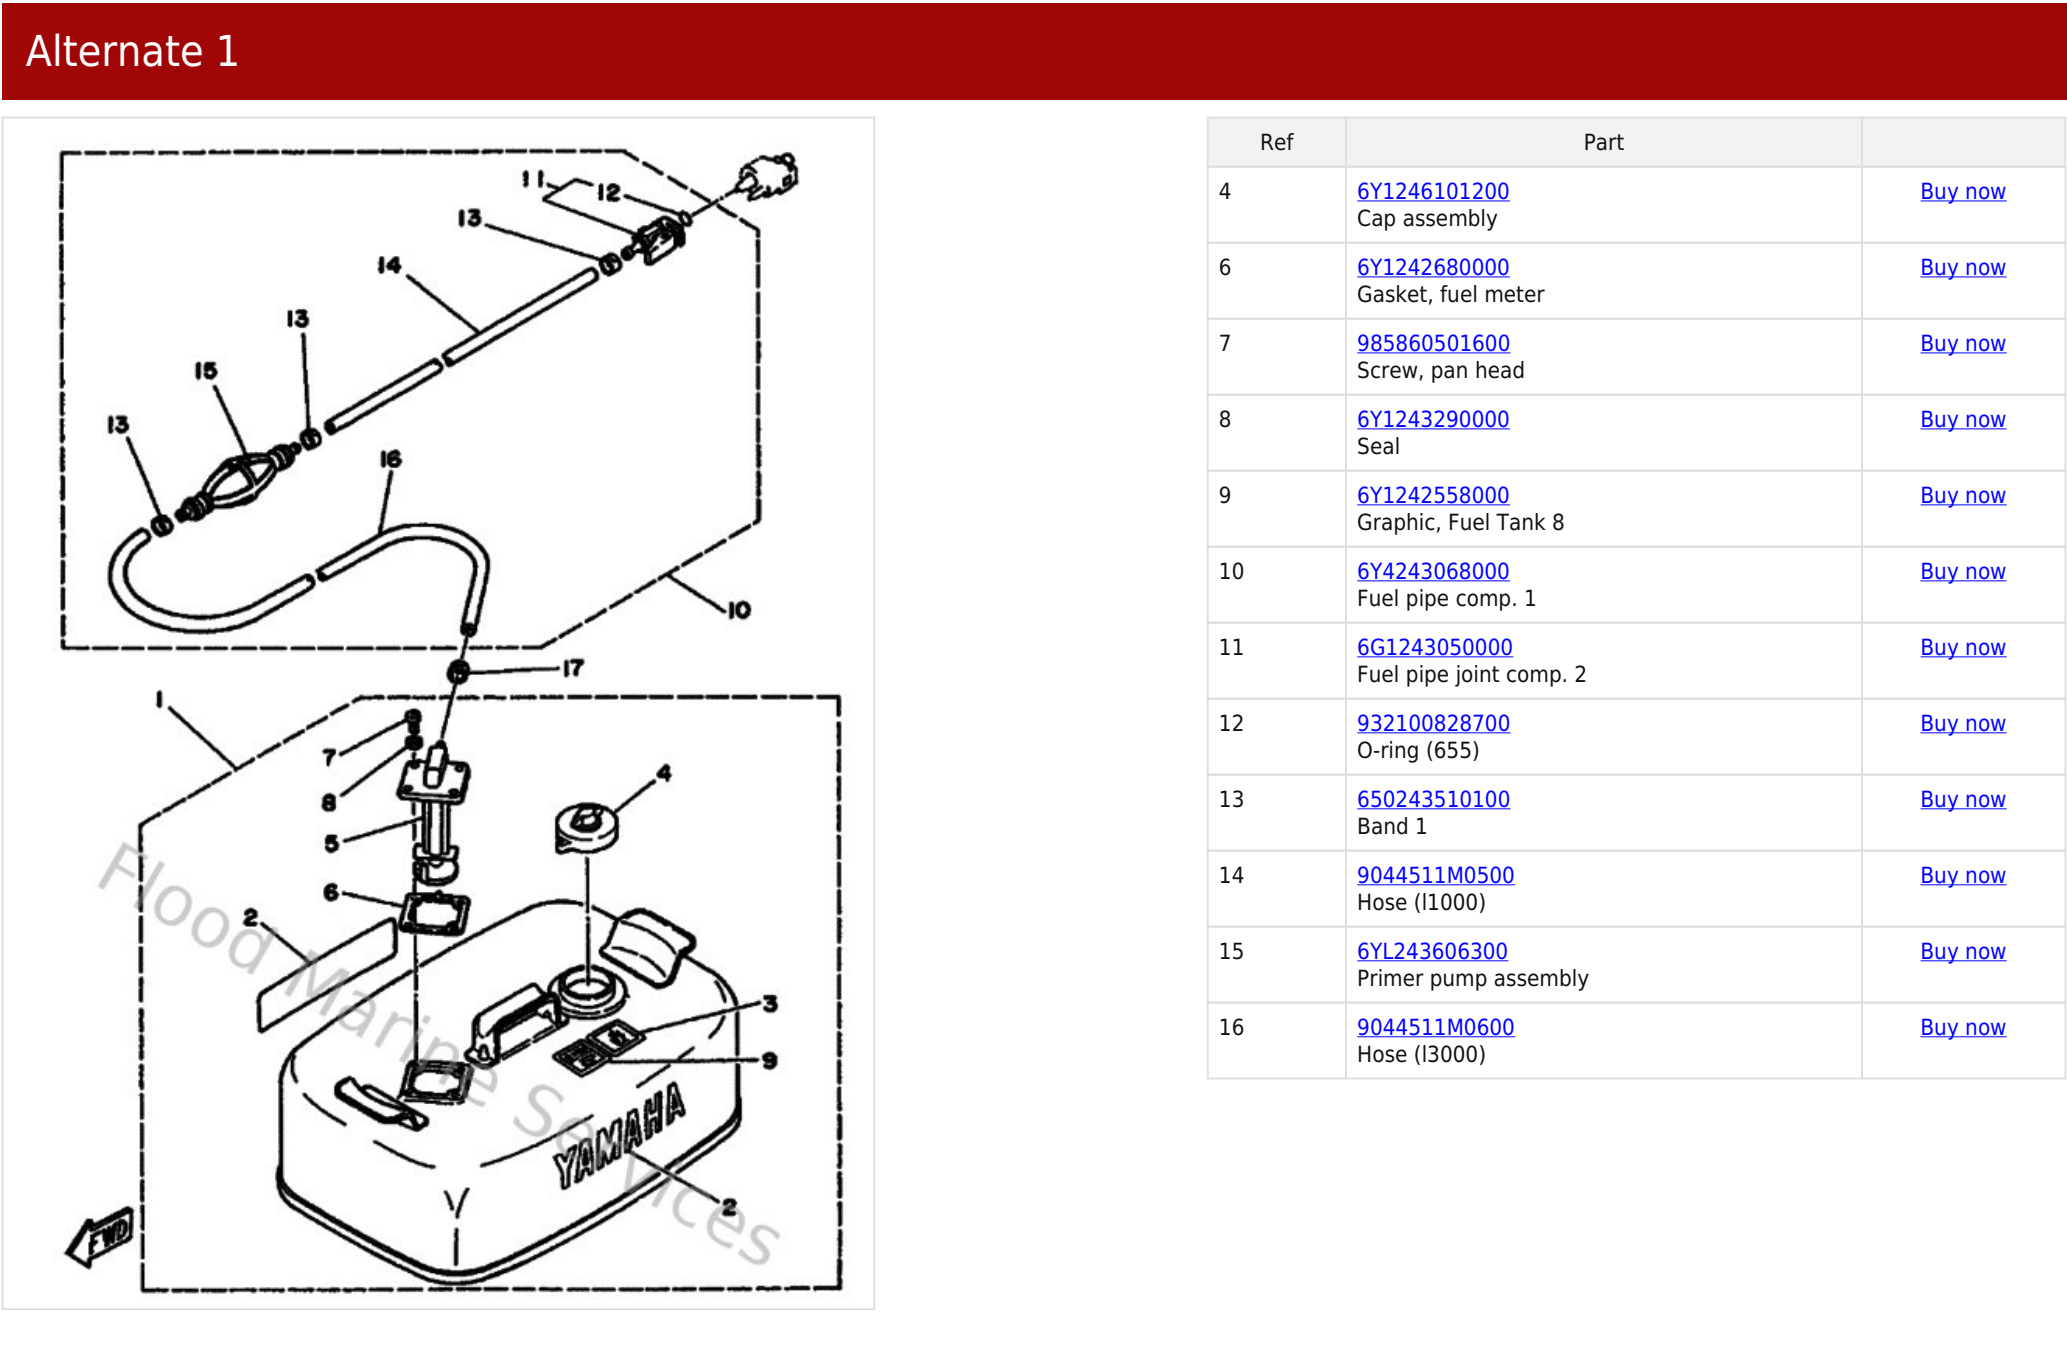 Alternate 1
11
12
13
14
13
15
13
16
10
17
1
7
8
5
6
4
2
3
9
YAMAHA
2
FWD
Flood Marine Services
Ref Part
4 6Y1246101200 Buy now
Cap assembly
6 6Y1242680000 Buy now
Gasket, fuel meter
7 985860501600 Buy now
Screw, pan head
8 6Y1243290000 Buy now
Seal
9 6Y1242558000 Buy now
Graphic, Fuel Tank 8
10 6Y4243068000 Buy now
Fuel pipe comp. 1
11 6G1243050000 Buy now
Fuel pipe joint comp. 2
12 932100828700 Buy now
O-ring (655)
13 650243510100 Buy now
Band 1
14 9044511M0500 Buy now
Hose (l1000)
15 6YL243606300 Buy now
Primer pump assembly
16 9044511M0600 Buy now
Hose (l3000)